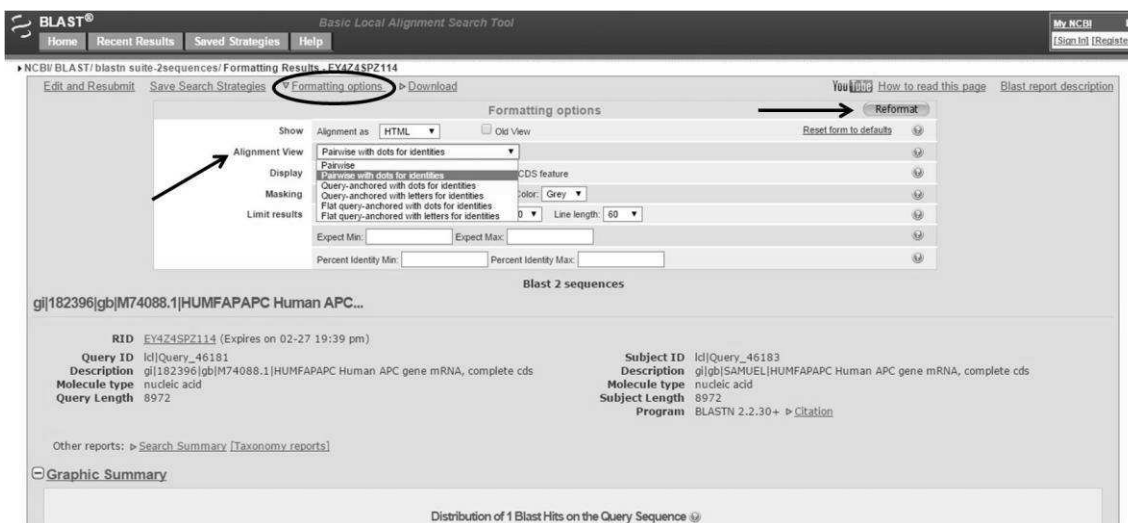 BLAST®
Basic Local Alignment Search Tool
My NCBI
Home Recent Results Saved Strategies Help
[Sign In] [Registe
NCBI/ BLAST/ blastn suite-2sequences/ Formatting Results - EY4Z4SPZ114
Edit and Resubmit Save Search Strategies Formatting options Download
YouTube How to read this page Blast report description
Formatting options
Reformat
Show Alignment as HTML Old View Reset form to defaults
Alignment View Pairwise with dots for identities
Pairwise
Display Pairwise with dots for identities CDS feature
Query-anchored with dots for identities
Masking Query-anchored with letters for identities Color: Grey
Flat query-anchored with dots for identities
Limit results Flat query-anchored with letters for identities 0 Line length: 60
Expect Min: Expect Max:
Percent Identity Min: Percent Identity Max:
Blast 2 sequences
gi|182396|gb|M74088.1|HUMFAPAPC Human APC...
RID EY4Z4SPZ114 (Expires on 02-27 19:39 pm)
Query ID lcl|Query_46181
Description gi|182396|gb|M74088.1|HUMFAPAPC Human APC gene mRNA, complete cds
Molecule type nucleic acid
Query Length 8972
Subject ID lcl|Query_46183
Description gi|gb|SAMUEL|HUMFAPAPC Human APC gene mRNA, complete cds
Molecule type nucleic acid
Subject Length 8972
Program BLASTN 2.2.30+ Citation
Other reports: Search Summary [Taxonomy reports]
Graphic Summary
Distribution of 1 Blast Hits on the Query Sequence